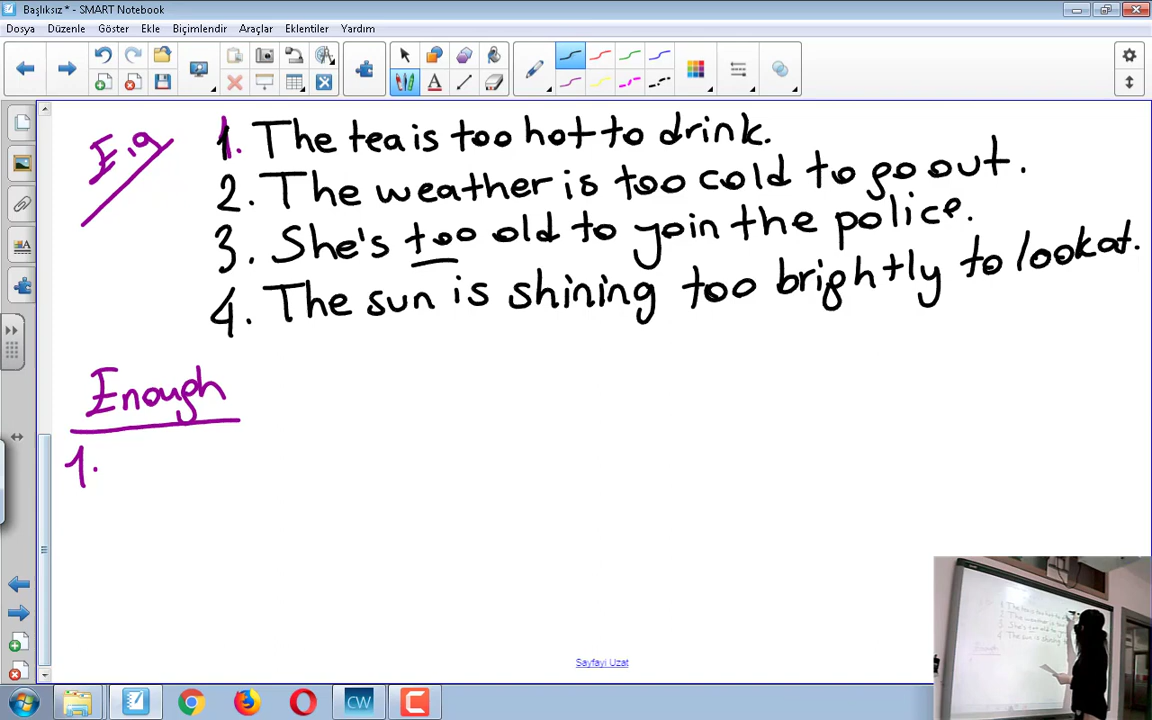 Başlıksız * - SMART Notebook
Dosya Düzenle Göster Ekle Biçimlendir Araçlar Eklentiler Yardım
E.g 1. The tea is too hot to drink.
2. The weather is too cold to go out.
3. She's too old to join the police.
4. The sun is shining too brightly to look at.
Enough
1.
Sayfayi Uzat
CW